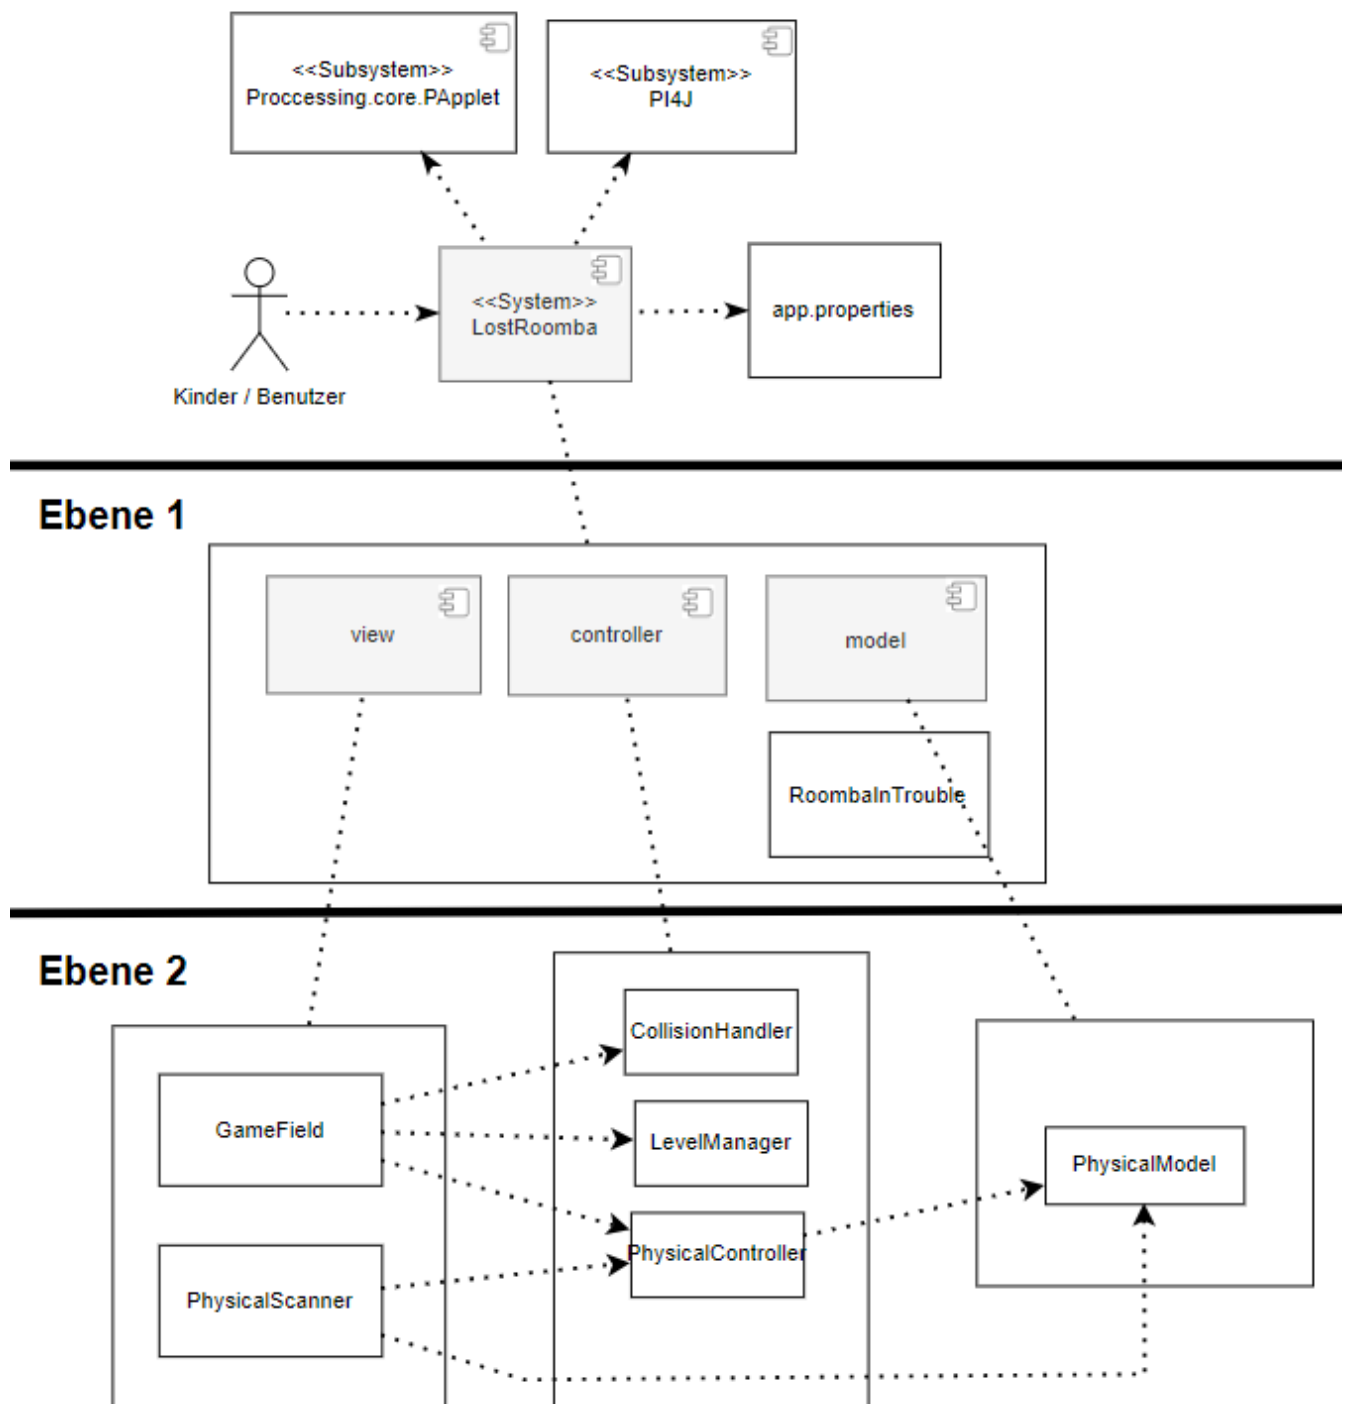 <<Subsystem>>
Proccessing.core.PApplet
<<Subsystem>>
PI4J
<<System>>
LostRoomba
app.properties
Kinder / Benutzer
Ebene 1
view
controller
model
RoombaInTrouble
Ebene 2
CollisionHandler
GameField
LevelManager
PhysicalModel
PhysicalController
PhysicalScanner